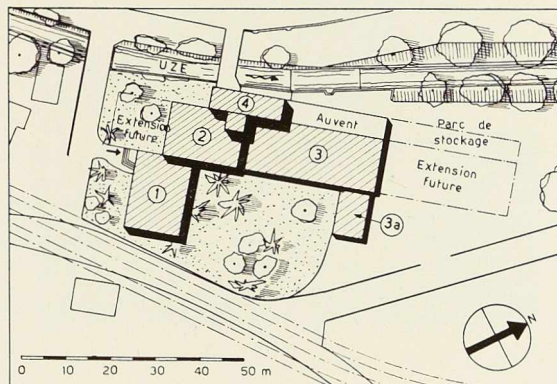 UZE
4
Auvent
Parc de
stockage
Extension
future
2
3
Extension
future
1
3a
N
0 10 20 30 40 50 m